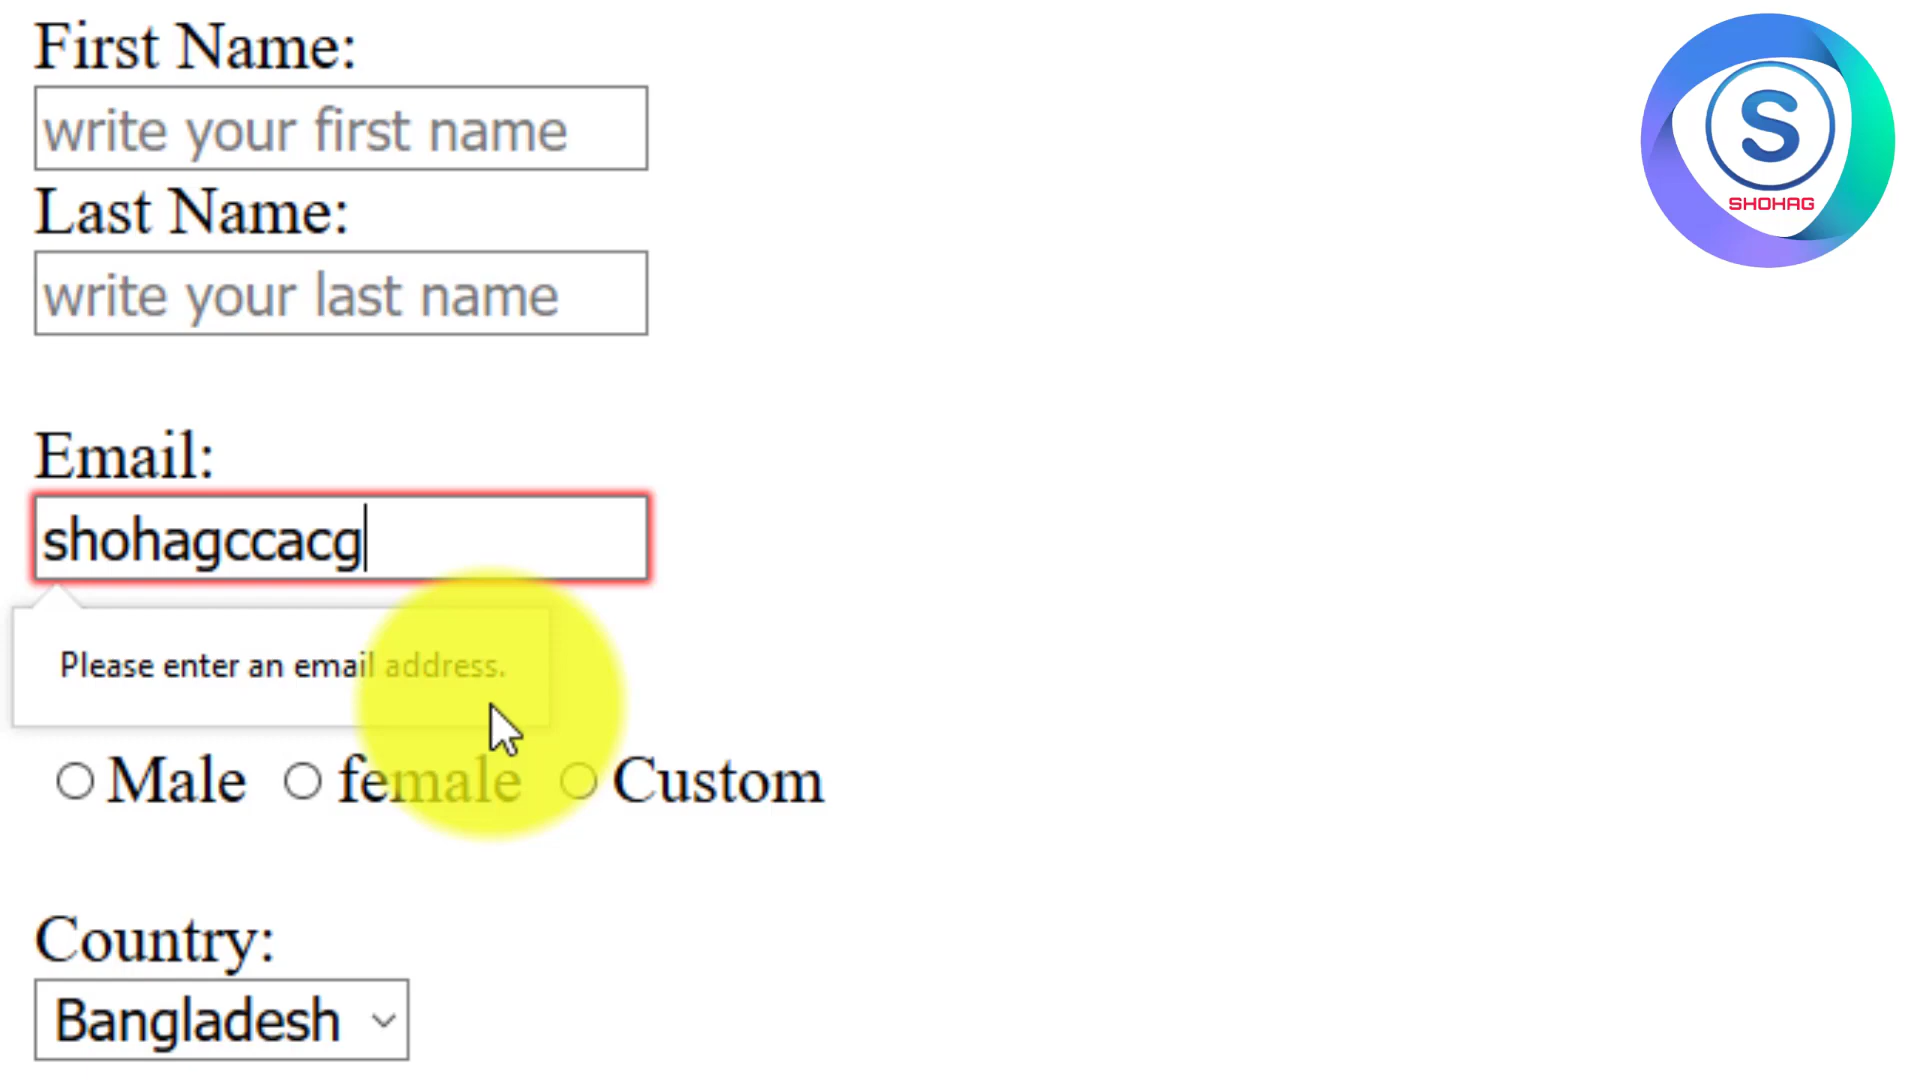 First Name:
write your first name
Last Name:
write your last name
Email:
shohagccacg
Please enter an email address.
Male female Custom
Country:
Bangladesh
S
SHOHAG